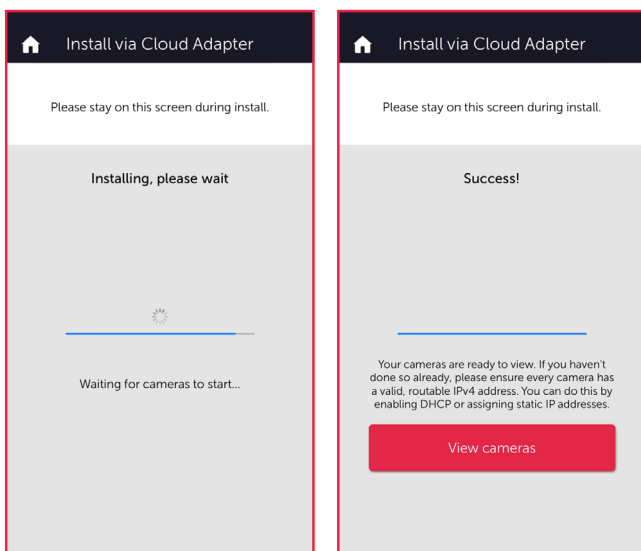 Install via Cloud Adapter
Please stay on this screen during install.
Installing, please wait
Waiting for cameras to start...
Install via Cloud Adapter
Please stay on this screen during install.
Success!
Your cameras are ready to view. If you haven't
done so already, please ensure every camera has
a valid, routable IPv4 address. You can do this by
enabling DHCP or assigning static IP addresses.
View cameras